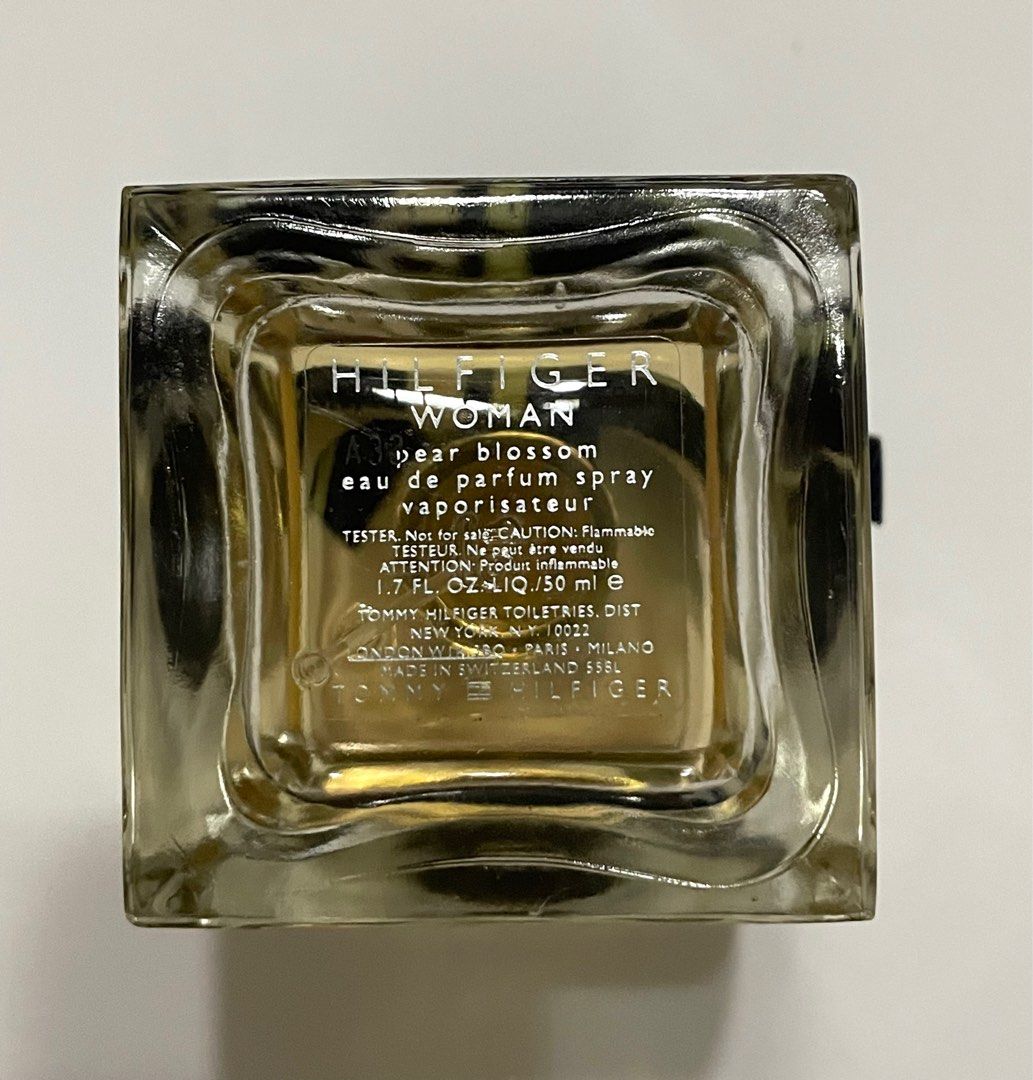 HILFIGER
WOMAN
pear blossom
eau de parfum spray
vaporisateur
TESTER. Not for sale. CAUTION: Flammable
TESTEUR. Ne peut être vendu
ATTENTION: Produit inflammable
1.7 FL. OZ. LIQ./50 ml e
TOMMY HILFIGER TOILETRIES, DIST
NEW YORK, N.Y. 10022
LONDON • PARIS • MILANO
MADE IN SWITZERLAND
TOMMY HILFIGER